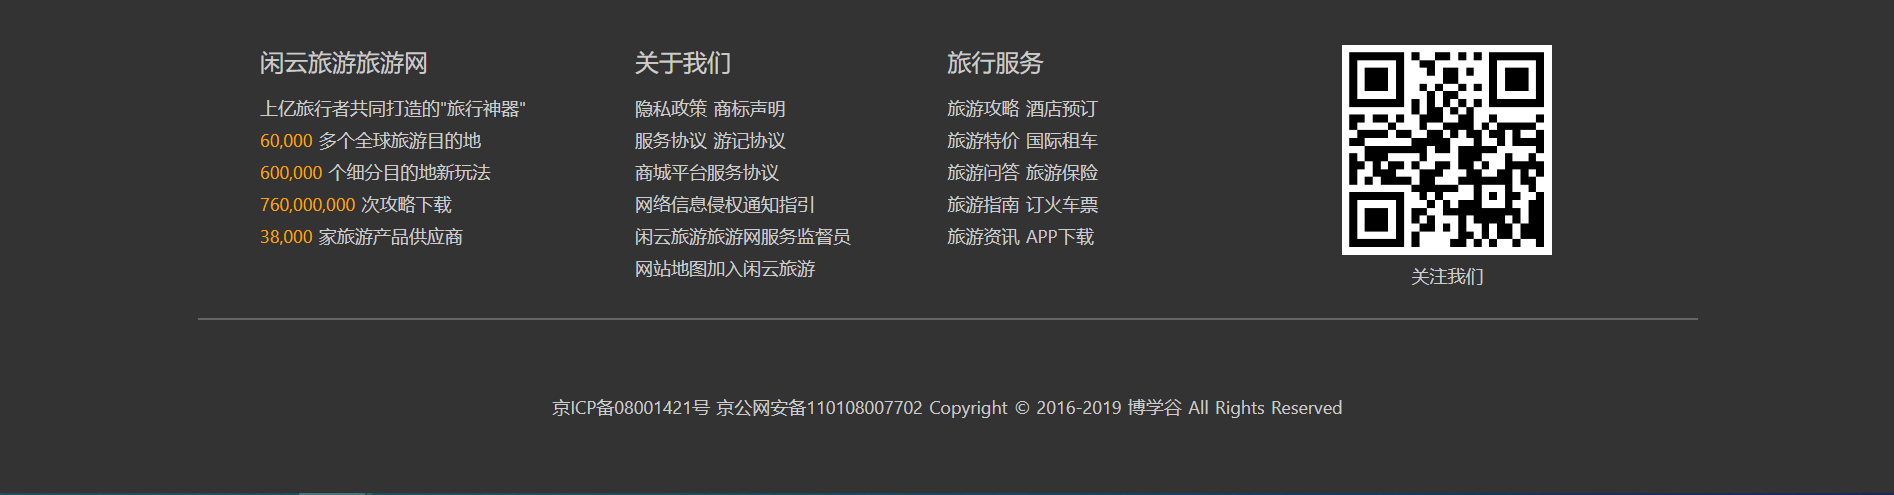 闲云旅游旅游网
上亿旅行者共同打造的"旅行神器"
60,000 多个全球旅游目的地
600,000 个细分目的地新玩法
760,000,000 次攻略下载
38,000 家旅游产品供应商
关于我们
隐私政策 商标声明
服务协议 游记协议
商城平台服务协议
网络信息侵权通知指引
闲云旅游旅游网服务监督员
网站地图加入闲云旅游
旅行服务
旅游攻略 酒店预订
旅游特价 国际租车
旅游问答 旅游保险
旅游指南 订火车票
旅游资讯 APP下载
关注我们
京ICP备08001421号 京公网安备110108007702 Copyright © 2016-2019 博学谷 All Rights Reserved